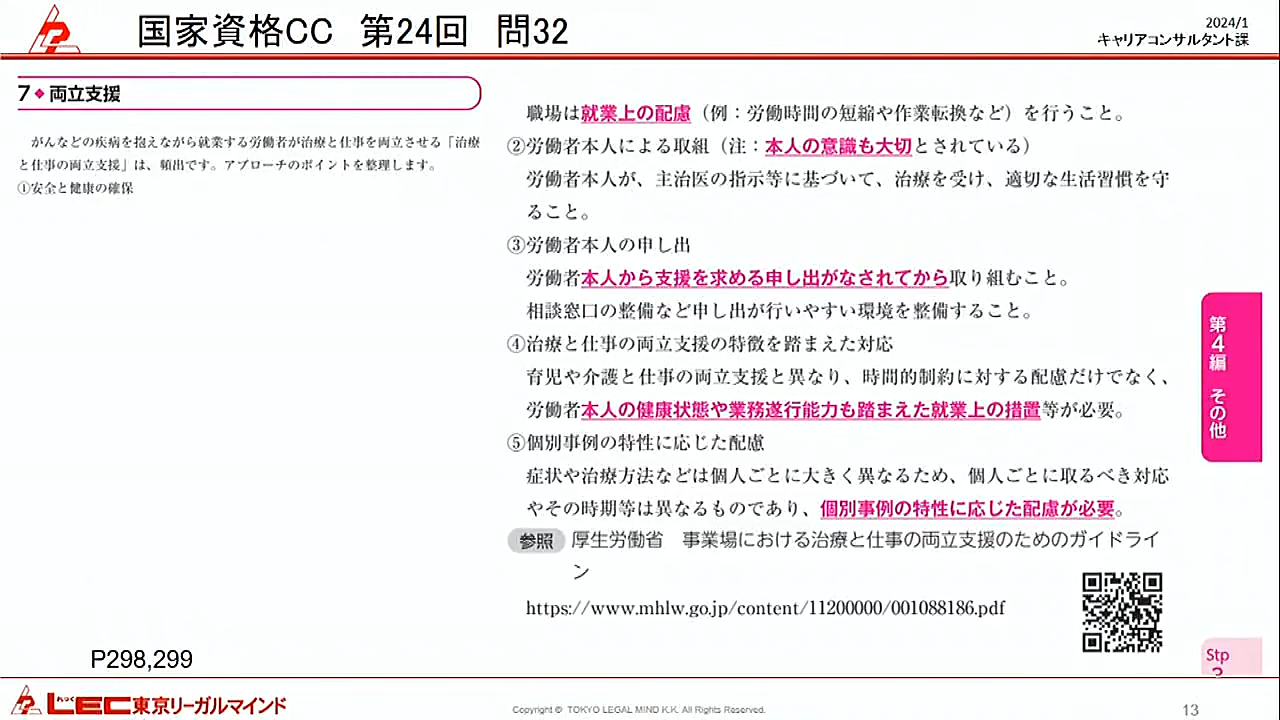 国家資格CC 第24回 問32
2024/1
キャリアコンサルタント課
7◆両立支援
がんなどの疾病を抱えながら就業する労働者が治療と仕事を両立させる「治療
と仕事の両立支援」は、頻出です。アプローチのポイントを整理します。
①安全と健康の確保
職場は就業上の配慮（例：労働時間の短縮や作業転換など）を行うこと。
②労働者本人による取組（注：本人の意識も大切とされている）
労働者本人が、主治医の指示等に基づいて、治療を受け、適切な生活習慣を守
ること。
③労働者本人の申し出
労働者本人から支援を求める申し出がなされてから取り組むこと。
相談窓口の整備など申し出が行いやすい環境を整備すること。
④治療と仕事の両立支援の特徴を踏まえた対応
育児や介護と仕事の両立支援と異なり、時間的制約に対する配慮だけでなく、
労働者本人の健康状態や業務遂行能力も踏まえた就業上の措置等が必要。
⑤個別事例の特性に応じた配慮
症状や治療方法などは個人ごとに大きく異なるため、個人ごとに取るべき対応
やその時期等は異なるものであり、個別事例の特性に応じた配慮が必要。
参照 厚生労働省 事業場における治療と仕事の両立支援のためのガイドライ
ン
https://www.mhlw.go.jp/content/11200000/001088186.pdf
第4編 その他
P298,299
Stp
3
れっく
LEC東京リーガルマインド
Copyright © TOKYO LEGAL MIND K.K. All Rights Reserved.
13